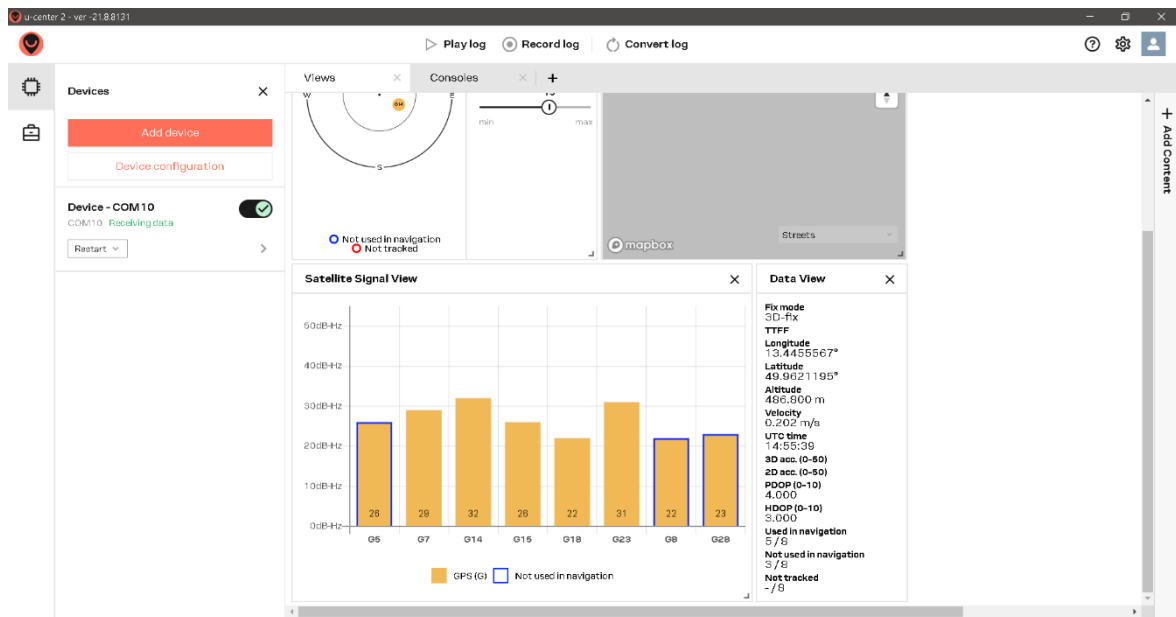 u-center 2 - ver -21.8.8131
Play log
Record log
Convert log
Devices
Add device
Device configuration
Device - COM10
COM10 Receiving data
Restart
Views
Consoles
Add Content
W
E
G14
S
min
max
Not used in navigation
Not tracked
mapbox
Streets
Satellite Signal View
50dB-Hz
40dB-Hz
30dB-Hz
20dB-Hz
10dB-Hz
0dB-Hz
26 29 32 26 22 31 22 23
G5 G7 G14 G15 G18 G23 G8 G28
GPS (G) Not used in navigation
Data View
Fix mode
3D-fix
TTFF
Longitude
13.4455567°
Latitude
49.9621195°
Altitude
486.800 m
Velocity
0.202 m/s
UTC time
14:55:39
3D acc. (0-50)
2D acc. (0-50)
PDOP (0-10)
4.000
HDOP (0-10)
3.000
Used in navigation
5 / 8
Not used in navigation
3 / 8
Not tracked
- / 8